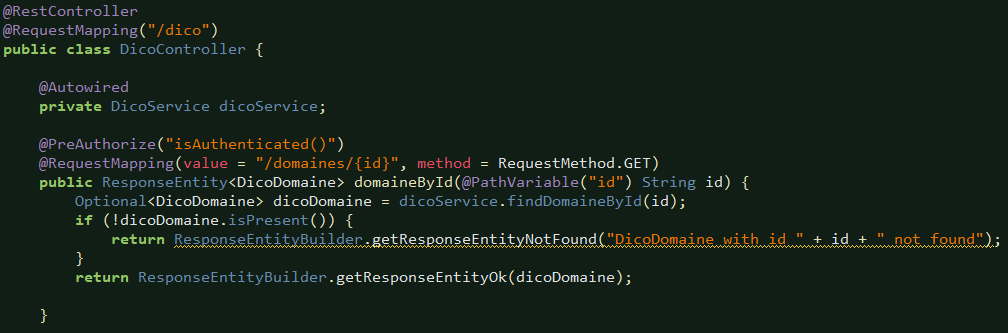 @RestController
@RequestMapping("/dico")
public class DicoController {
@Autowired
private DicoService dicoService;
@PreAuthorize("isAuthenticated()")
@RequestMapping(value = "/domaines/{id}", method = RequestMethod.GET)
public ResponseEntity<DicoDomaine> domaineById(@PathVariable("id") String id) {
Optional<DicoDomaine> dicoDomaine = dicoService.findDomaineById(id);
if (!dicoDomaine.isPresent()) {
return ResponseEntityBuilder.getResponseEntityNotFound("DicoDomaine with id " + id + " not found");
}
return ResponseEntityBuilder.getResponseEntityOk(dicoDomaine);
}